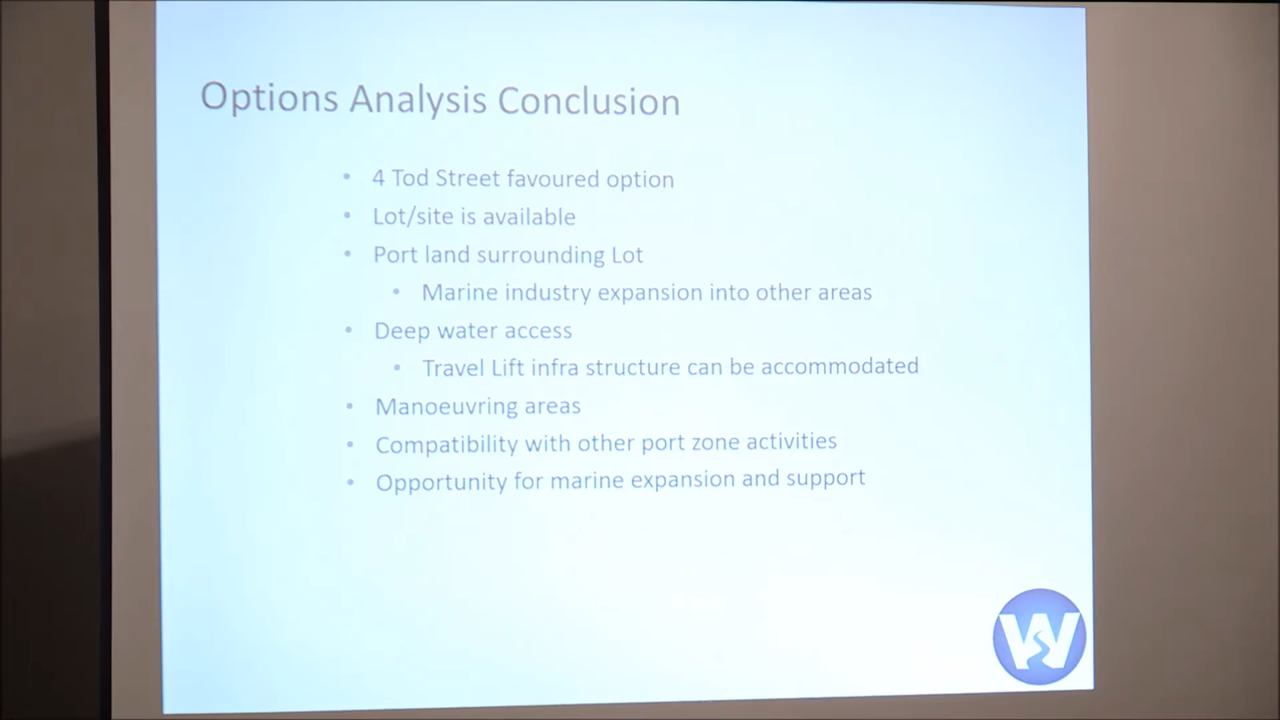 Options Analysis Conclusion
• 4 Tod Street favoured option
• Lot/site is available
• Port land surrounding Lot
• Marine industry expansion into other areas
• Deep water access
• Travel Lift infra structure can be accommodated
• Manoeuvring areas
• Compatibility with other port zone activities
• Opportunity for marine expansion and support
W